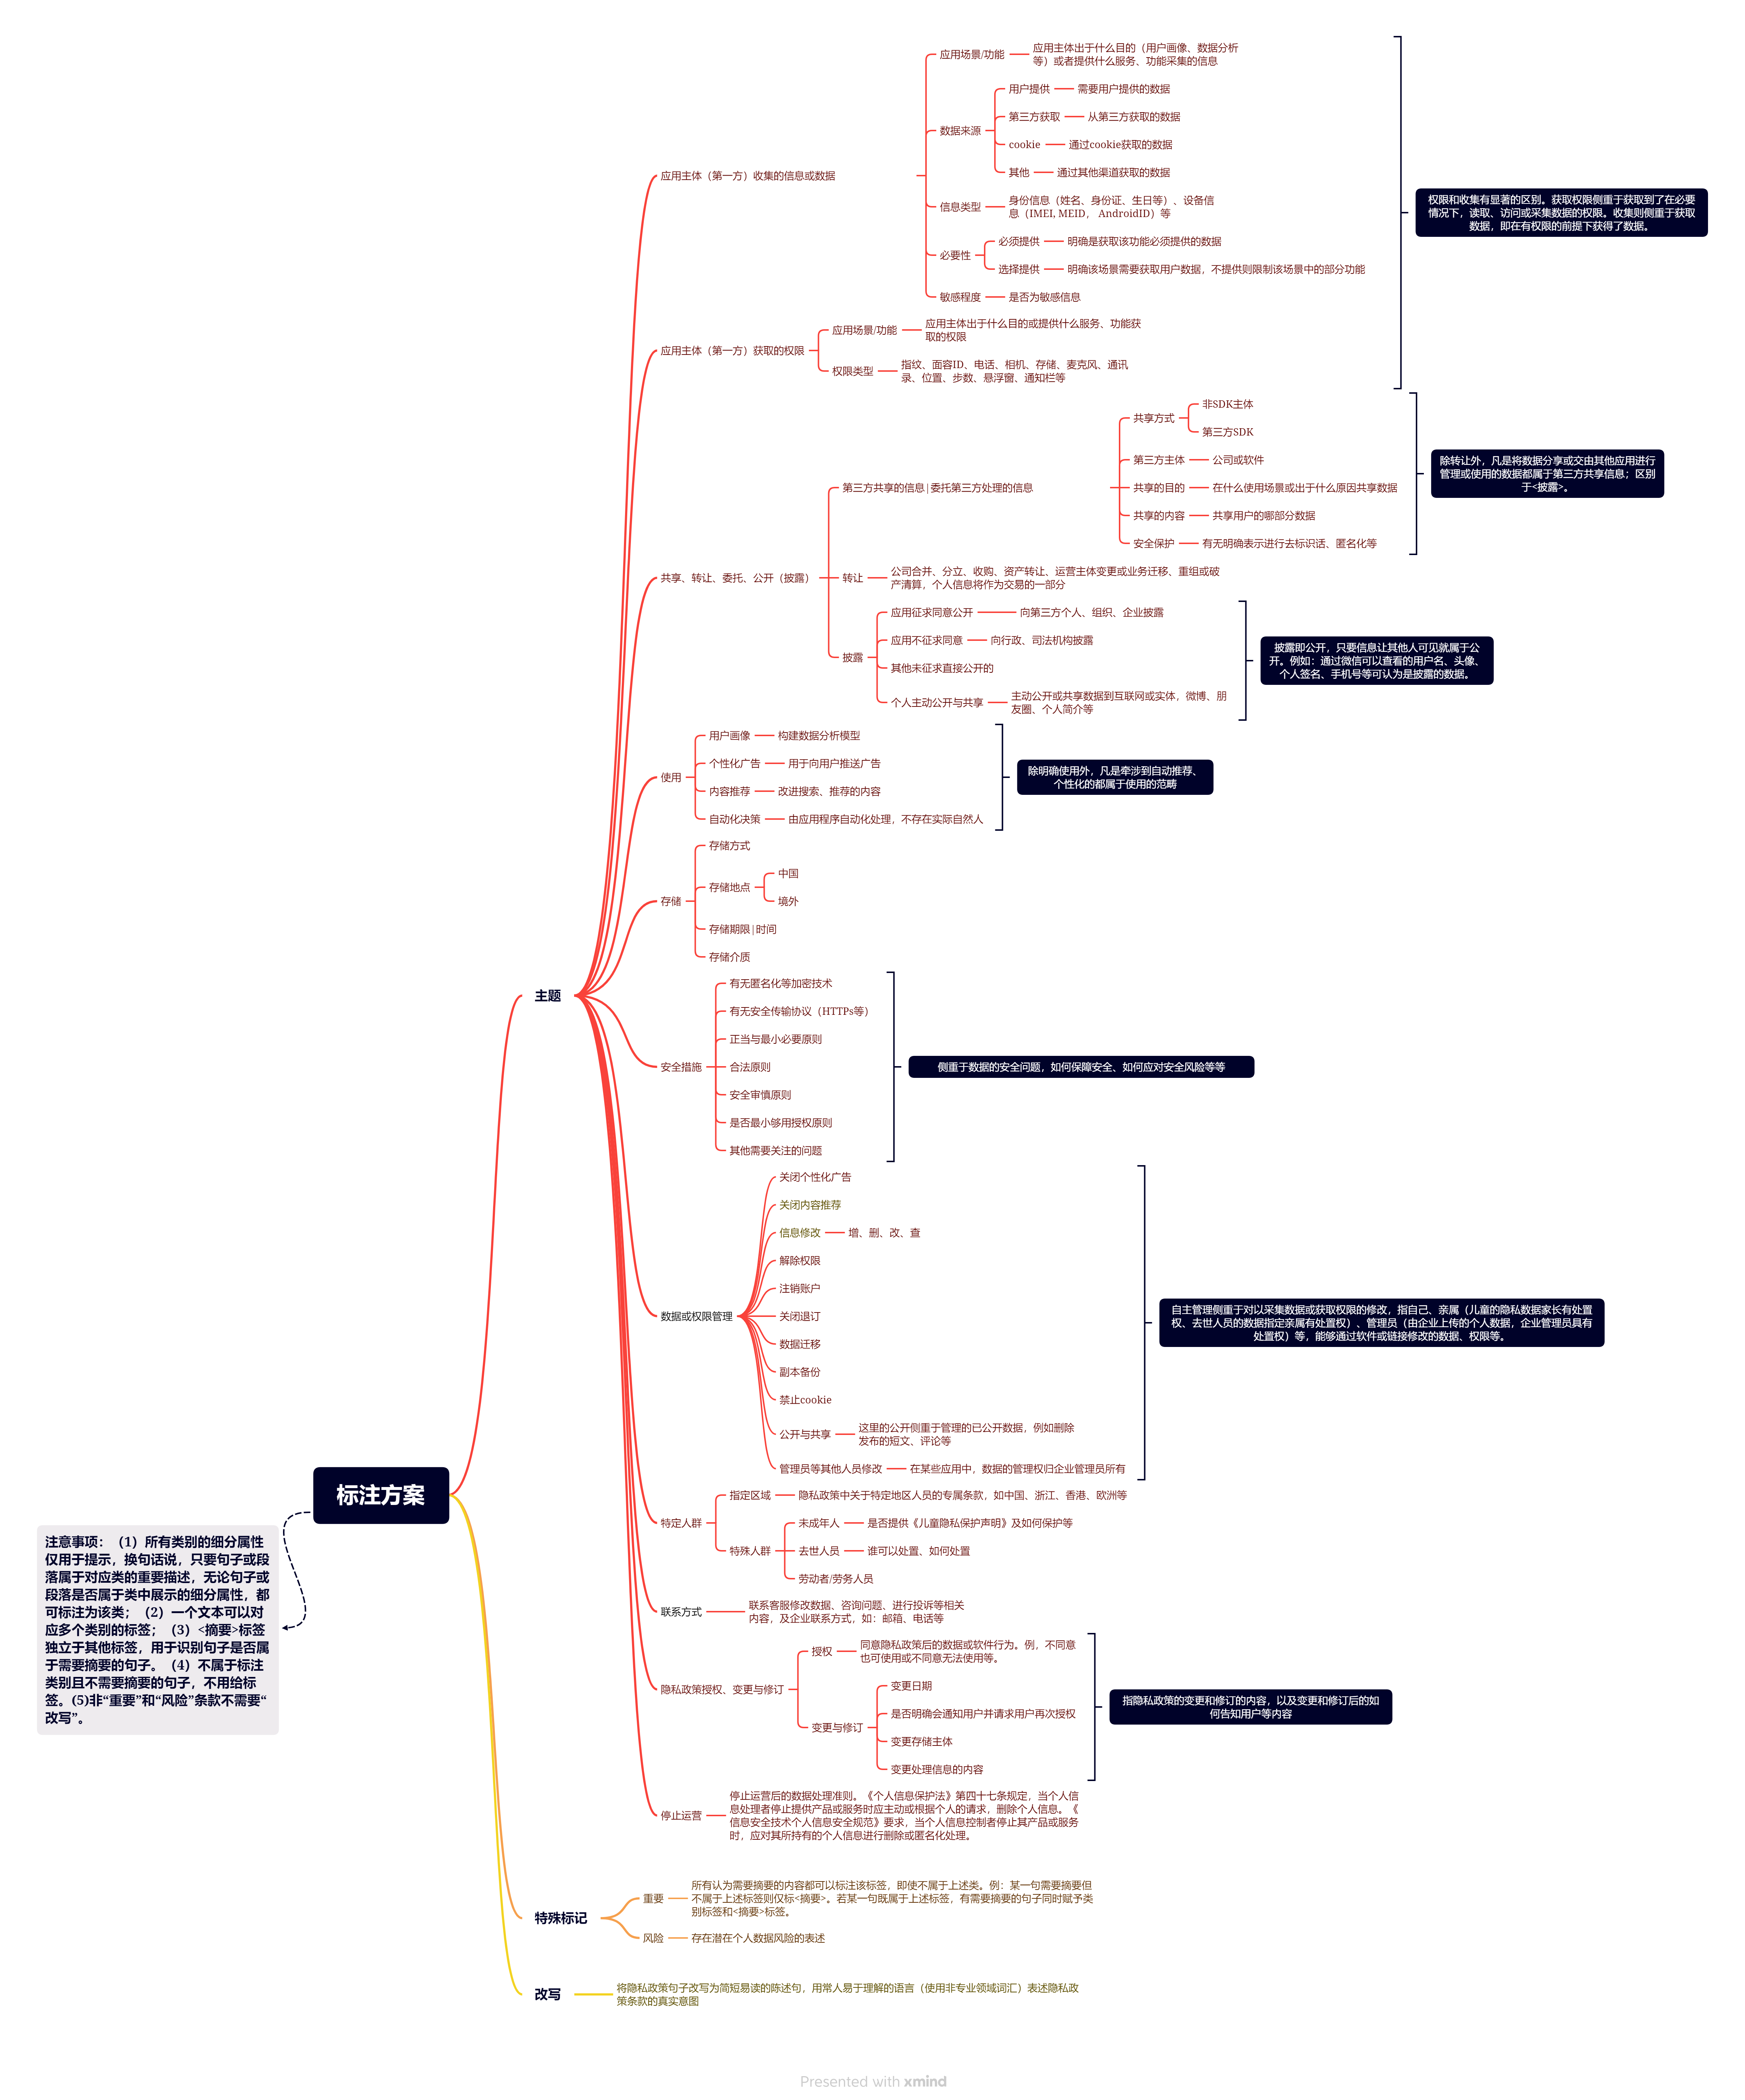 标注方案
注意事项：（1）所有类别的细分属性
仅用于提示，换句话说，只要句子或段
落属于对应类的重要描述，无论句子或
段落是否属于类中展示的细分属性，都
可标注为该类；（2）一个文本可以对
应多个类别的标签；（3）<摘要>标签
独立于其他标签，用于识别句子是否属
于需要摘要的句子。（4）不属于标注
类别且不需要摘要的句子，不用给标
签。(5)非“重要”和“风险”条款不需要“
改写”。
主题
应用主体（第一方）收集的信息或数据
应用场景/功能
应用主体出于什么目的（用户画像、数据分析
等）或者提供什么服务、功能采集的信息
数据来源
用户提供
需要用户提供的数据
第三方获取
从第三方获取的数据
cookie
通过cookie获取的数据
其他
通过其他渠道获取的数据
信息类型
身份信息（姓名、身份证、生日等）、设备信
息（IMEI, MEID， AndroidID）等
必要性
必须提供
明确是获取该功能必须提供的数据
选择提供
明确该场景需要获取用户数据，不提供则限制该场景中的部分功能
敏感程度
是否为敏感信息
应用主体（第一方）获取的权限
应用场景/功能
应用主体出于什么目的或提供什么服务、功能获
取的权限
权限类型
指纹、面容ID、电话、相机、存储、麦克风、通讯
录、位置、步数、悬浮窗、通知栏等
权限和收集有显著的区别。获取权限侧重于获取到了在必要
情况下，读取、访问或采集数据的权限。收集则侧重于获取
数据，即在有权限的前提下获得了数据。
共享、转让、委托、公开（披露）
第三方共享的信息|委托第三方处理的信息
共享方式
非SDK主体
第三方SDK
第三方主体
公司或软件
共享的目的
在什么使用场景或出于什么原因共享数据
共享的内容
共享用户的哪部分数据
安全保护
有无明确表示进行去标识话、匿名化等
除转让外，凡是将数据分享或交由其他应用进行
管理或使用的数据都属于第三方共享信息；区别
于<披露>。
转让
公司合并、分立、收购、资产转让、运营主体变更或业务迁移、重组或破
产清算，个人信息将作为交易的一部分
披露
应用征求同意公开
向第三方个人、组织、企业披露
应用不征求同意
向行政、司法机构披露
其他未征求直接公开的
个人主动公开与共享
主动公开或共享数据到互联网或实体，微博、朋
友圈、个人简介等
披露即公开，只要信息让其他人可见就属于公
开。例如：通过微信可以查看的用户名、头像、
个人签名、手机号等可认为是披露的数据。
使用
用户画像
构建数据分析模型
个性化广告
用于向用户推送广告
内容推荐
改进搜索、推荐的内容
自动化决策
由应用程序自动化处理，不存在实际自然人
除明确使用外，凡是牵涉到自动推荐、
个性化的都属于使用的范畴
存储
存储方式
存储地点
中国
境外
存储期限|时间
存储介质
安全措施
有无匿名化等加密技术
有无安全传输协议（HTTPs等）
正当与最小必要原则
合法原则
安全审慎原则
是否最小够用授权原则
其他需要关注的问题
侧重于数据的安全问题，如何保障安全、如何应对安全风险等等
数据或权限管理
关闭个性化广告
关闭内容推荐
信息修改
增、删、改、查
解除权限
注销账户
关闭退订
数据迁移
副本备份
禁止cookie
公开与共享
这里的公开侧重于管理的已公开数据，例如删除
发布的短文、评论等
管理员等其他人员修改
在某些应用中，数据的管理权归企业管理员所有
自主管理侧重于对以采集数据或获取权限的修改，指自己、亲属（儿童的隐私数据家长有处置
权、去世人员的数据指定亲属有处置权）、管理员（由企业上传的个人数据，企业管理员具有
处置权）等，能够通过软件或链接修改的数据、权限等。
特定人群
指定区域
隐私政策中关于特定地区人员的专属条款，如中国、浙江、香港、欧洲等
特殊人群
未成年人
是否提供《儿童隐私保护声明》及如何保护等
去世人员
谁可以处置、如何处置
劳动者/劳务人员
联系方式
联系客服修改数据、咨询问题、进行投诉等相关
内容，及企业联系方式，如：邮箱、电话等
隐私政策授权、变更与修订
授权
同意隐私政策后的数据或软件行为。例，不同意
也可使用或不同意无法使用等。
变更与修订
变更日期
是否明确会通知用户并请求用户再次授权
变更存储主体
变更处理信息的内容
指隐私政策的变更和修订的内容，以及变更和修订后的如
何告知用户等内容
停止运营
停止运营后的数据处理准则。《个人信息保护法》第四十七条规定，当个人信
息处理者停止提供产品或服务时应主动或根据个人的请求，删除个人信息。《
信息安全技术个人信息安全规范》要求，当个人信息控制者停止其产品或服务
时，应对其所持有的个人信息进行删除或匿名化处理。
特殊标记
重要
所有认为需要摘要的内容都可以标注该标签，即使不属于上述类。例：某一句需要摘要但
不属于上述标签则仅标<摘要>。若某一句既属于上述标签，有需要摘要的句子同时赋予类
别标签和<摘要>标签。
风险
存在潜在个人数据风险的表述
改写
将隐私政策句子改写为简短易读的陈述句，用常人易于理解的语言（使用非专业领域词汇）表述隐私政
策条款的真实意图
Presented with xmind